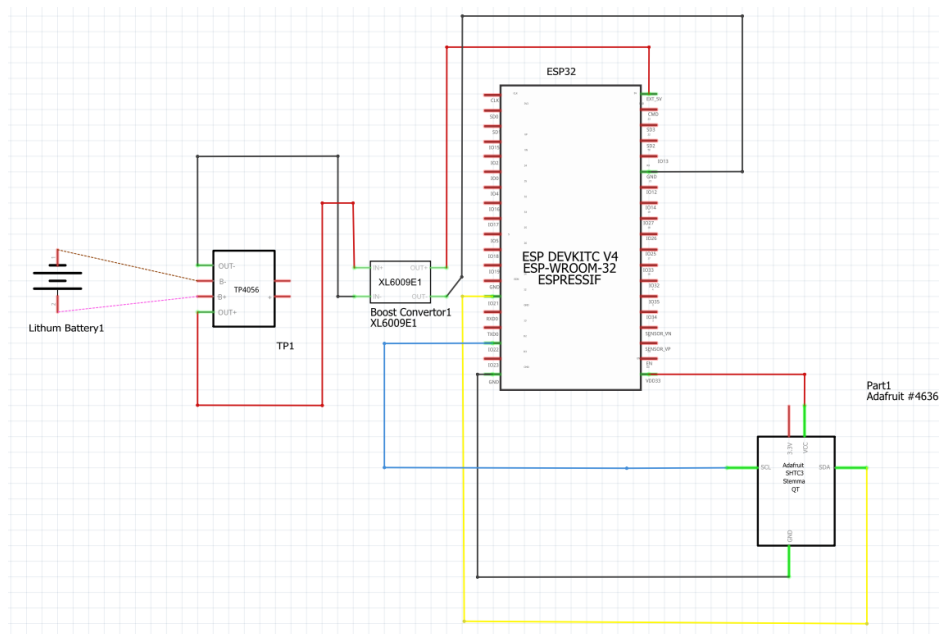 ESP32
CLK
SD0
SD1
IO15
IO2
IO0
IO4
IO16
IO17
IO5
IO18
IO19
GND
IO21
RXD0
TXD0
IO22
IO23
GND
EXT_5V
CMD
SD3
SD2
IO13
GND
IO12
IO14
IO27
IO26
IO25
IO33
IO32
IO35
IO34
SENSOR_VN
SENSOR_VP
EN
VDD33
ESP DEVKITC V4
ESP-WROOM-32
ESPRESSIF
OUT-
B-
B+
OUT+
TP4056
TP1
Lithum Battery1
IN+
OUT+
XL6009E1
IN-
OUT-
Boost Convertor1
XL6009E1
Part1
Adafruit #4636
3.3V
VCC
SCL
SDA
Adafruit
SHTC3
Stemma
QT
GND